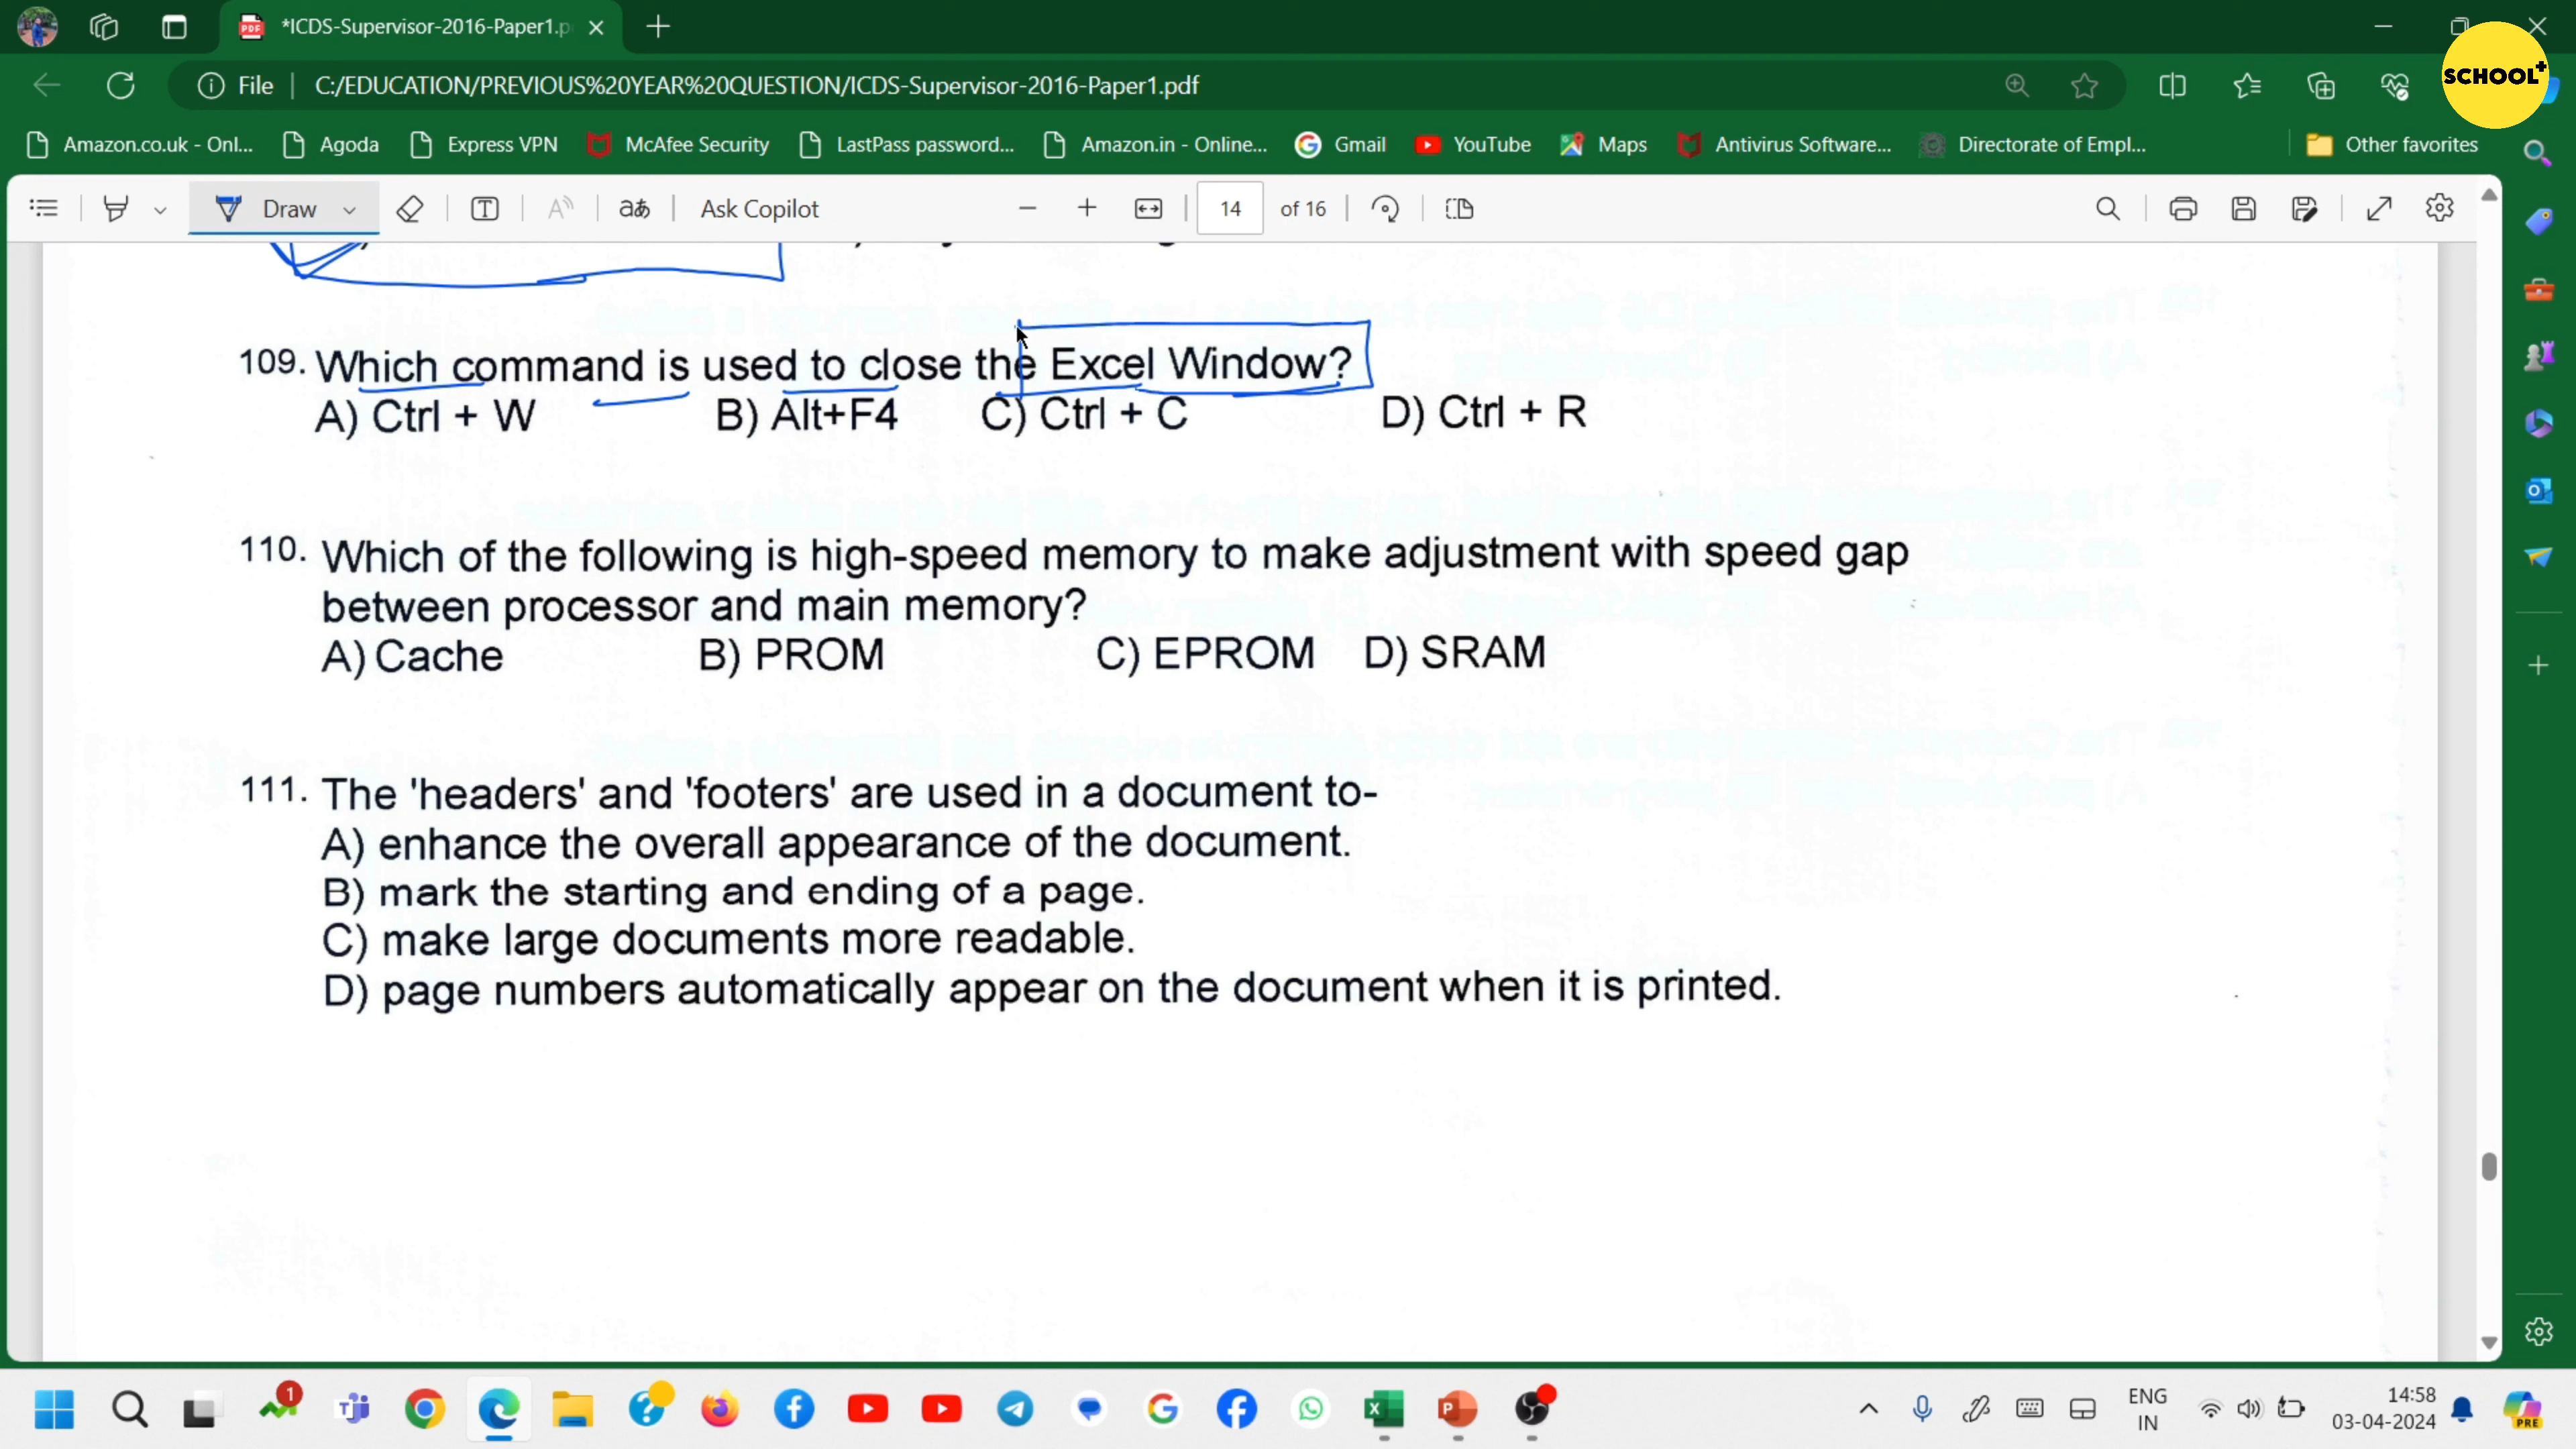 *ICDS-Supervisor-2016-Paper1.p
SCHOOL+
File | C:/EDUCATION/PREVIOUS%20YEAR%20QUESTION/ICDS-Supervisor-2016-Paper1.pdf
Amazon.co.uk - Onl... Agoda Express VPN McAfee Security LastPass password... Amazon.in - Online... Gmail YouTube Maps Antivirus Software... Directorate of Empl... Other favorites
Draw Ask Copilot 14 of 16
109. Which command is used to close the Excel Window?
A) Ctrl + W B) Alt+F4 C) Ctrl + C D) Ctrl + R
110. Which of the following is high-speed memory to make adjustment with speed gap
between processor and main memory?
A) Cache B) PROM C) EPROM D) SRAM
111. The 'headers' and 'footers' are used in a document to-
A) enhance the overall appearance of the document.
B) mark the starting and ending of a page.
C) make large documents more readable.
D) page numbers automatically appear on the document when it is printed.
1
ENG
IN
14:58
03-04-2024
PRE